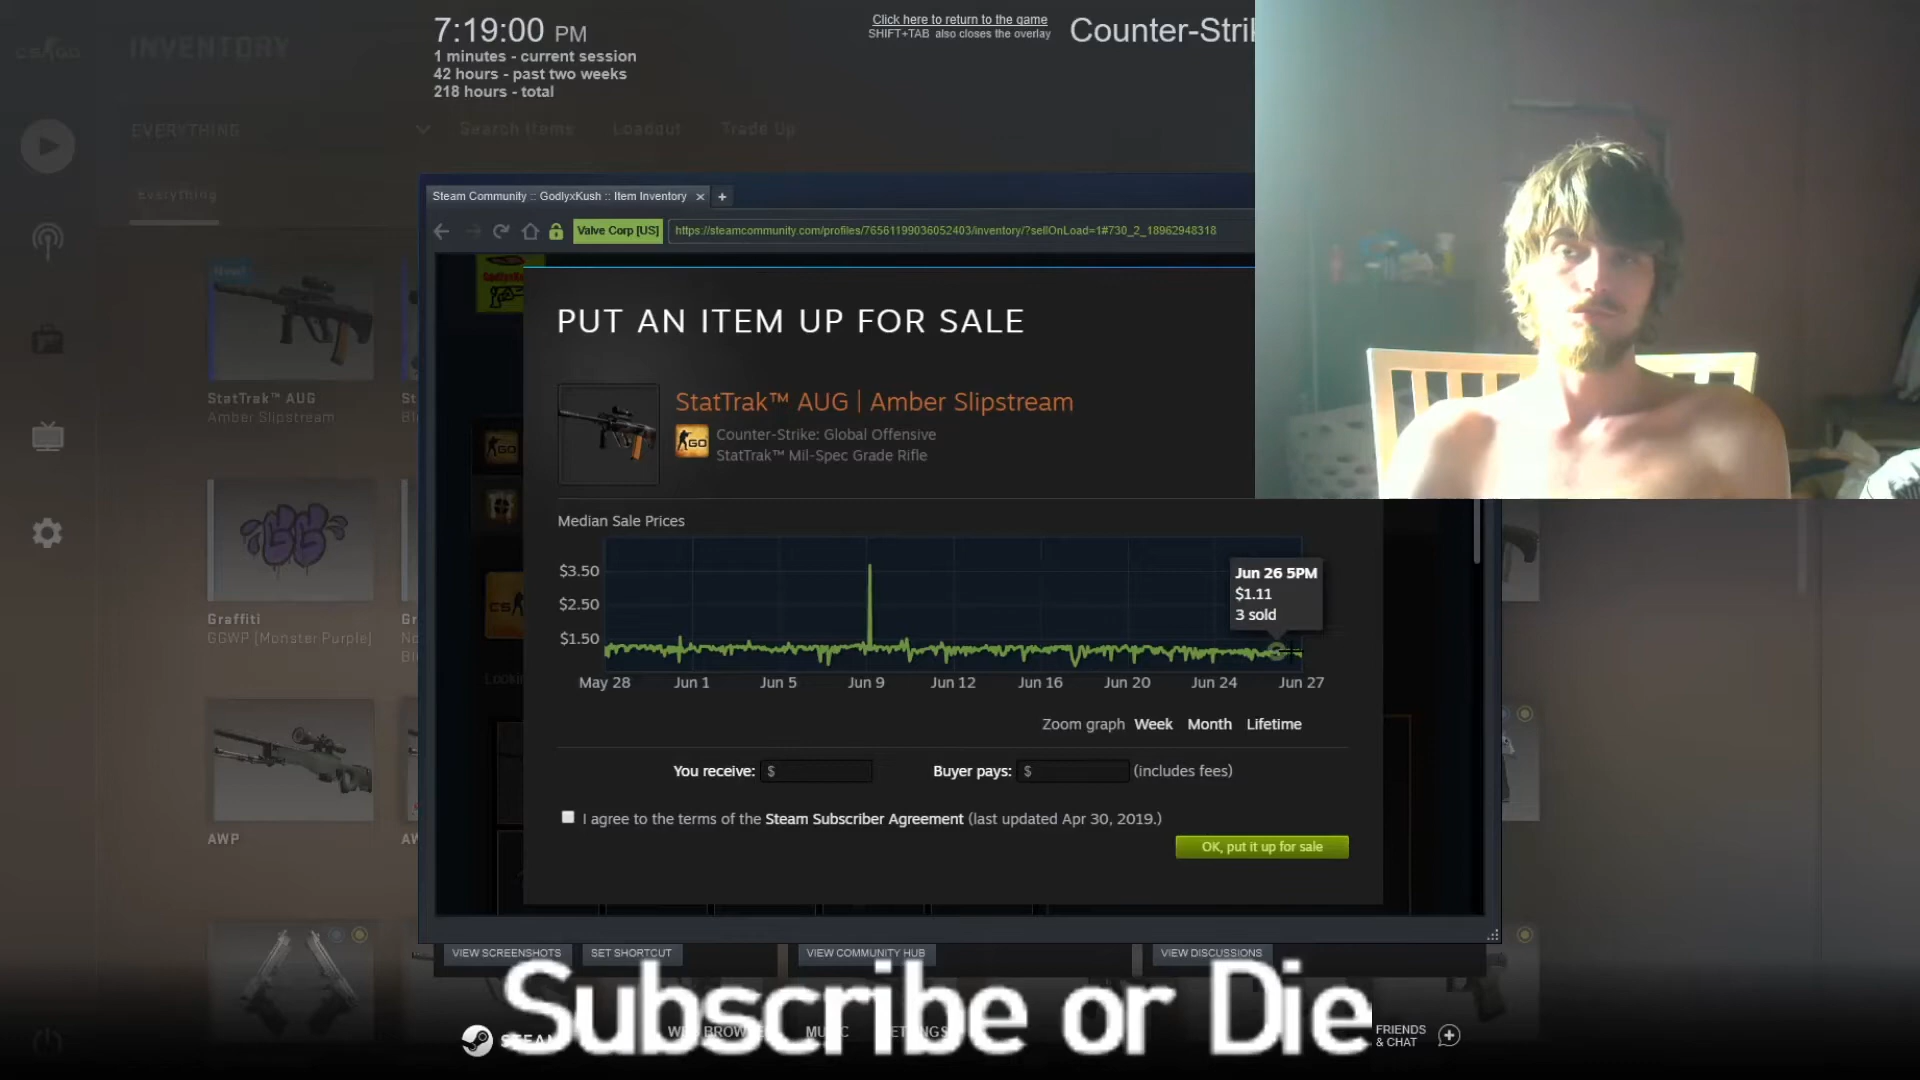 7:19:00 PM
1 minutes - current session
42 hours - past two weeks
218 hours - total
Click here to return to the game
SHIFT+TAB also closes the overlay
Counter-Stri
CS:GO
INVENTORY
EVERYTHING
Search Items
Loadout
Trade Up
Everything
Steam Community :: GodlyxKush :: Item Inventory
Valve Corp [US]
https://steamcommunity.com/profiles/76561199036052403/inventory/?sellOnLoad=1#730_2_18962948318
PUT AN ITEM UP FOR SALE
StatTrak™ AUG | Amber Slipstream
GO
Counter-Strike: Global Offensive
StatTrak™ Mil-Spec Grade Rifle
Median Sale Prices
$3.50
$2.50
$1.50
May 28
Jun 1
Jun 5
Jun 9
Jun 12
Jun 16
Jun 20
Jun 24
Jun 27
Jun 26 5PM
$1.11
3 sold
Zoom graph Week Month Lifetime
You receive: $
Buyer pays: $ (includes fees)
I agree to the terms of the Steam Subscriber Agreement (last updated Apr 30, 2019.)
OK, put it up for sale
StatTrak™ AUG
Amber Slipstream
Graffiti
GGWP (Monster Purple)
AWP
VIEW SCREENSHOTS
SET SHORTCUT
VIEW COMMUNITY HUB
VIEW DISCUSSIONS
Subscribe or Die
FRIENDS
& CHAT